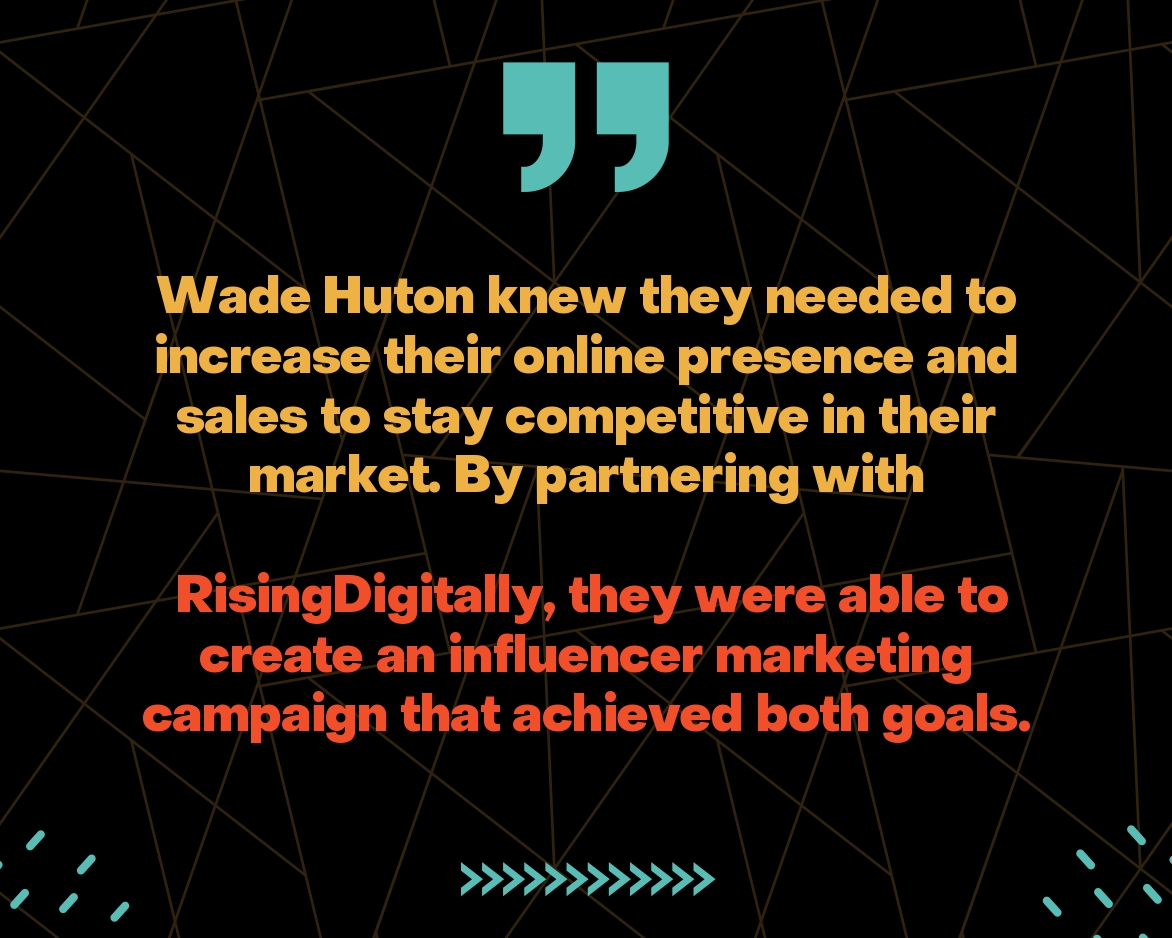 Wade Huton knew they needed to
increase their online presence and
sales to stay competitive in their
market. By partnering with
RisingDigitally, they were able to
create an influencer marketing
campaign that achieved both goals.